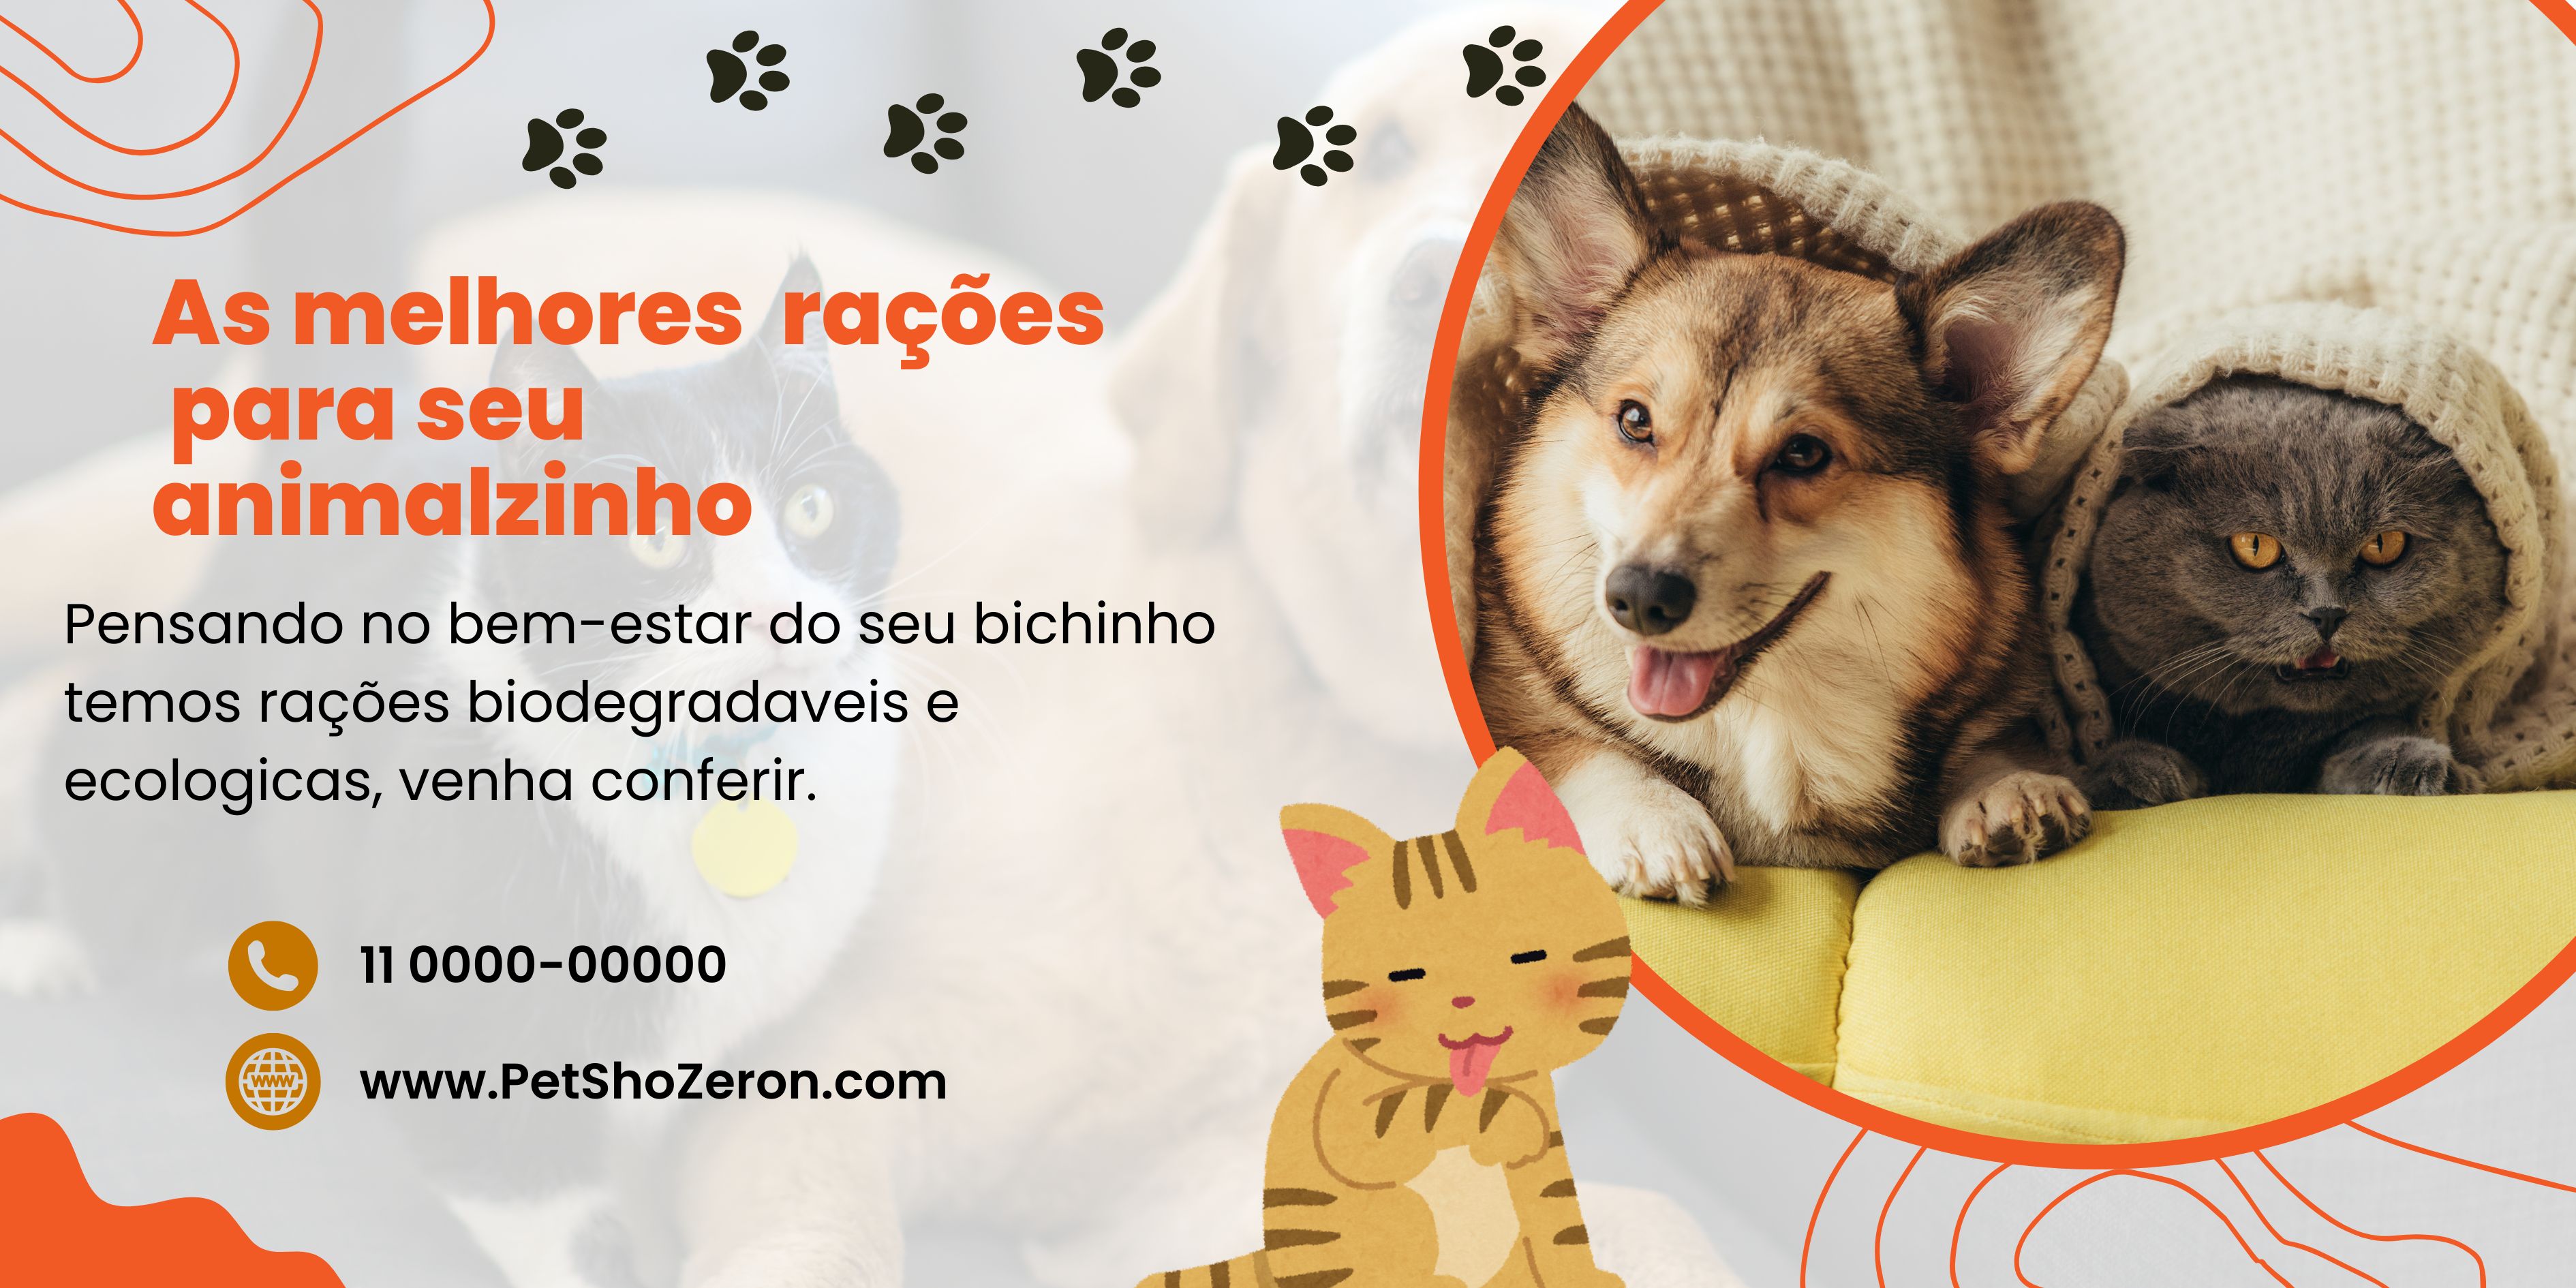 As melhores rações
para seu
animalzinho
Pensando no bem-estar do seu bichinho
temos rações biodegradaveis e
ecologicas, venha conferir.
11 0000-00000
www
www.PetShoZeron.com